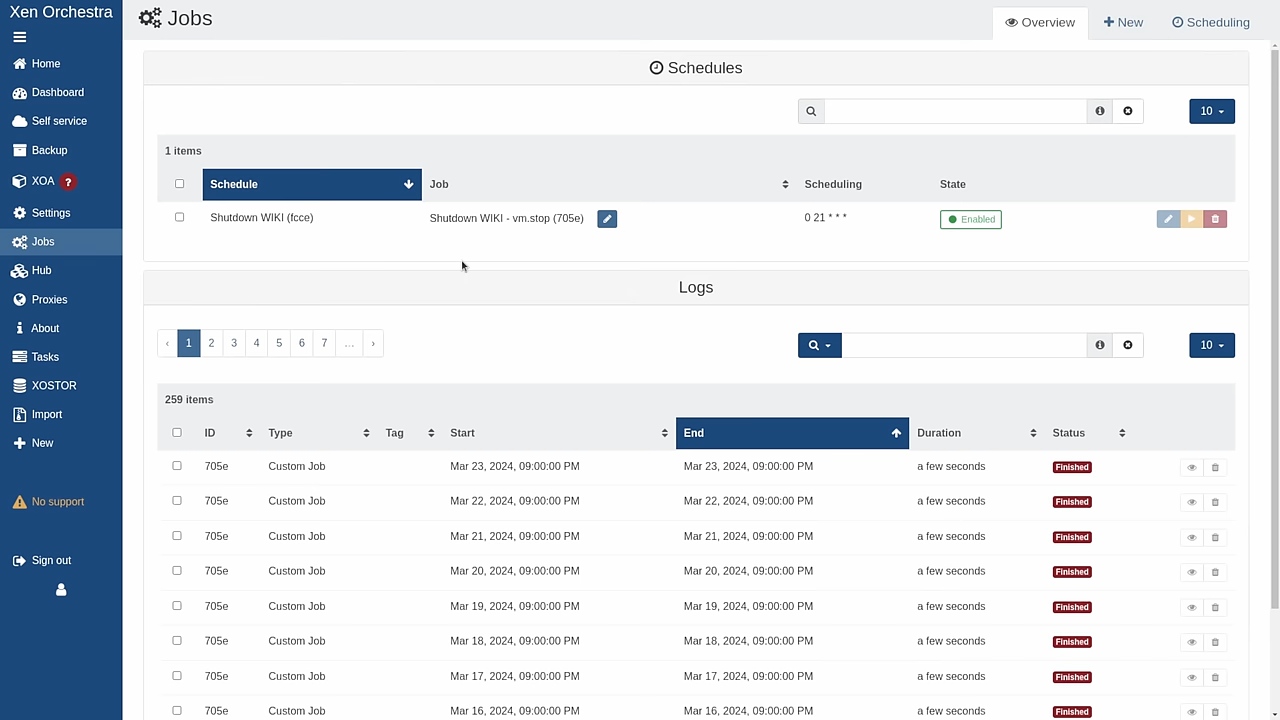 Xen Orchestra
Jobs
Overview
New
Scheduling
Home
Dashboard
Self service
Backup
XOA ?
Settings
Jobs
Hub
Proxies
About
Tasks
XOSTOR
Import
New
No support
Sign out
Schedules
10
1 items
Schedule Job Scheduling State
Shutdown WIKI (fcce) Shutdown WIKI - vm.stop (705e) 0 21 * * * Enabled
Logs
‹ 1 2 3 4 5 6 7 … ›
10
259 items
ID Type Tag Start End Duration Status
705e Custom Job Mar 23, 2024, 09:00:00 PM Mar 23, 2024, 09:00:00 PM a few seconds Finished
705e Custom Job Mar 22, 2024, 09:00:00 PM Mar 22, 2024, 09:00:00 PM a few seconds Finished
705e Custom Job Mar 21, 2024, 09:00:00 PM Mar 21, 2024, 09:00:00 PM a few seconds Finished
705e Custom Job Mar 20, 2024, 09:00:00 PM Mar 20, 2024, 09:00:00 PM a few seconds Finished
705e Custom Job Mar 19, 2024, 09:00:00 PM Mar 19, 2024, 09:00:00 PM a few seconds Finished
705e Custom Job Mar 18, 2024, 09:00:00 PM Mar 18, 2024, 09:00:00 PM a few seconds Finished
705e Custom Job Mar 17, 2024, 09:00:00 PM Mar 17, 2024, 09:00:00 PM a few seconds Finished
705e Custom Job Mar 16, 2024, 09:00:00 PM Mar 16, 2024, 09:00:00 PM a few seconds Finished